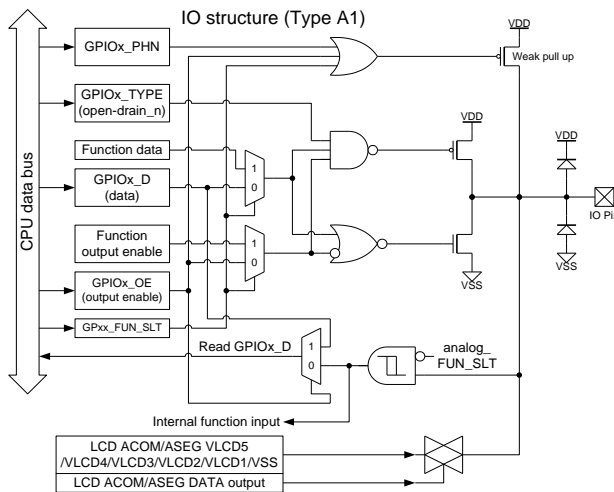 IO structure (Type A1)
VDD
GPIOx_PHN
Weak pull up
GPIOx_TYPE
(open-drain_n)
VDD
VDD
Function data
1
0
GPIOx_D
(data)
CPU data bus
IO Pi
Function
output enable
1
0
VSS
VSS
GPIOx_OE
(output enable)
GPxx_FUN_SLT
Read GPIOx_D
1
0
analog_
FUN_SLT
Internal function input
LCD ACOM/ASEG VLCD5
/VLCD4/VLCD3/VLCD2/VLCD1/VSS
LCD ACOM/ASEG DATA output